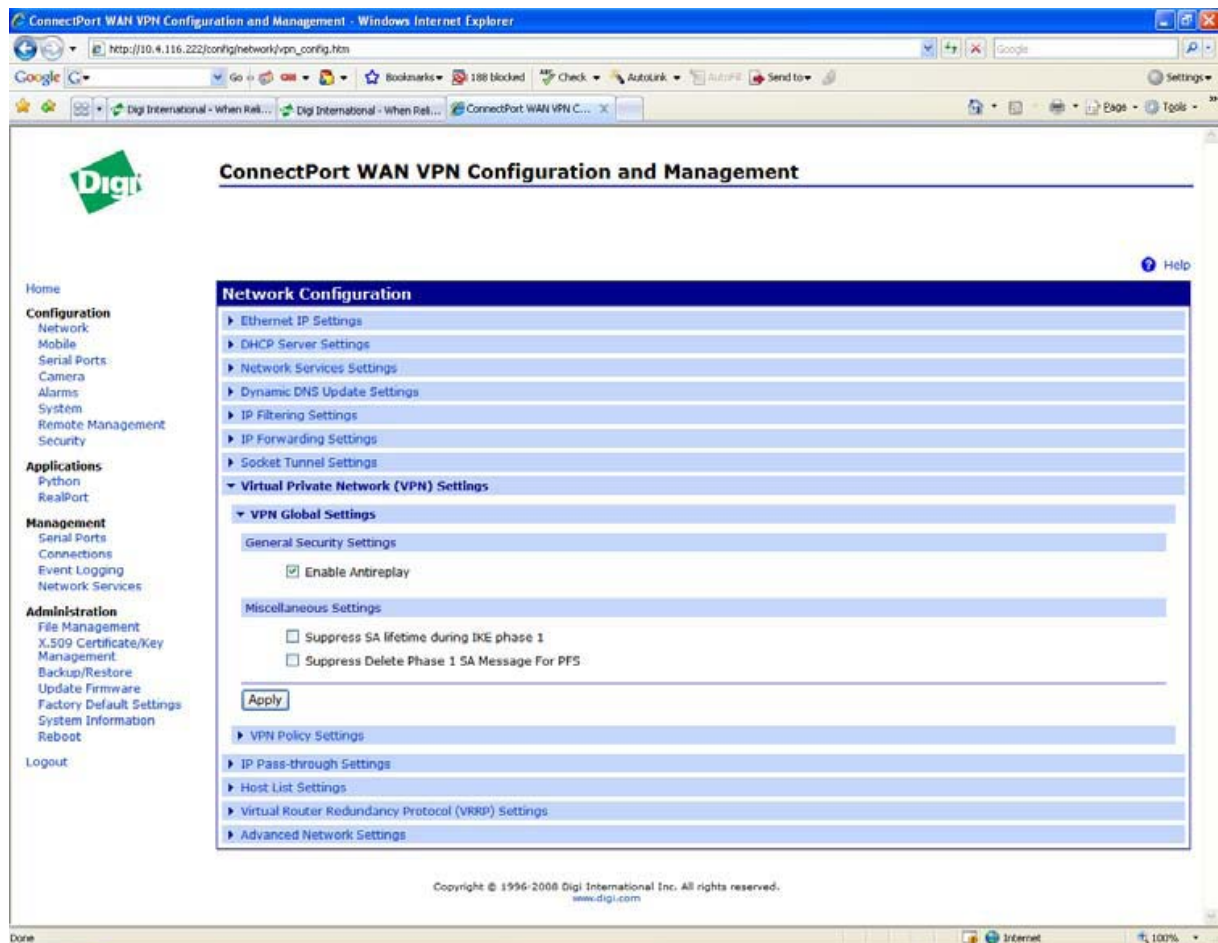 ConnectPort WAN VPN Configuration and Management - Windows Internet Explorer
http://10.4.116.222/config/network/vpn_config.htm
Google
Google
Go
Bookmarks
188 blocked
Check
AutoLink
AutoFill
Send to
Settings
Digi International - When Reli...
Digi International - When Reli...
ConnectPort WAN VPN C...
Page
Tools
Digi
ConnectPort WAN VPN Configuration and Management
Help
Home
Configuration
Network
Mobile
Serial Ports
Camera
Alarms
System
Remote Management
Security
Applications
Python
RealPort
Management
Serial Ports
Connections
Event Logging
Network Services
Administration
File Management
X.509 Certificate/Key
Management
Backup/Restore
Update Firmware
Factory Default Settings
System Information
Reboot
Logout
Network Configuration
Ethernet IP Settings
DHCP Server Settings
Network Services Settings
Dynamic DNS Update Settings
IP Filtering Settings
IP Forwarding Settings
Socket Tunnel Settings
Virtual Private Network (VPN) Settings
VPN Global Settings
General Security Settings
Enable Antireplay
Miscellaneous Settings
Suppress SA lifetime during IKE phase 1
Suppress Delete Phase 1 SA Message For PFS
Apply
VPN Policy Settings
IP Pass-through Settings
Host List Settings
Virtual Router Redundancy Protocol (VRRP) Settings
Advanced Network Settings
Copyright © 1996-2008 Digi International Inc. All rights reserved.
www.digi.com
Done
Internet
100%